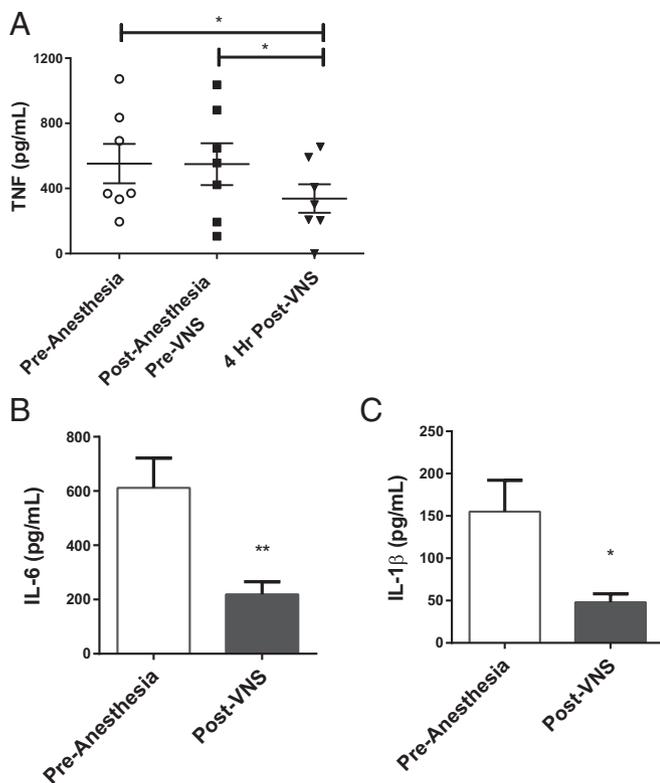 A
*
*
1200
800
400
0
TNF (pg/mL)
Pre-Anesthesia
Post-Anesthesia
Pre-VNS
4 Hr Post-VNS
B
800
600
400
200
0
IL-6 (pg/mL)
**
Pre-Anesthesia
Post-VNS
C
250
200
150
100
50
0
IL-1β (pg/mL)
*
Pre-Anesthesia
Post-VNS